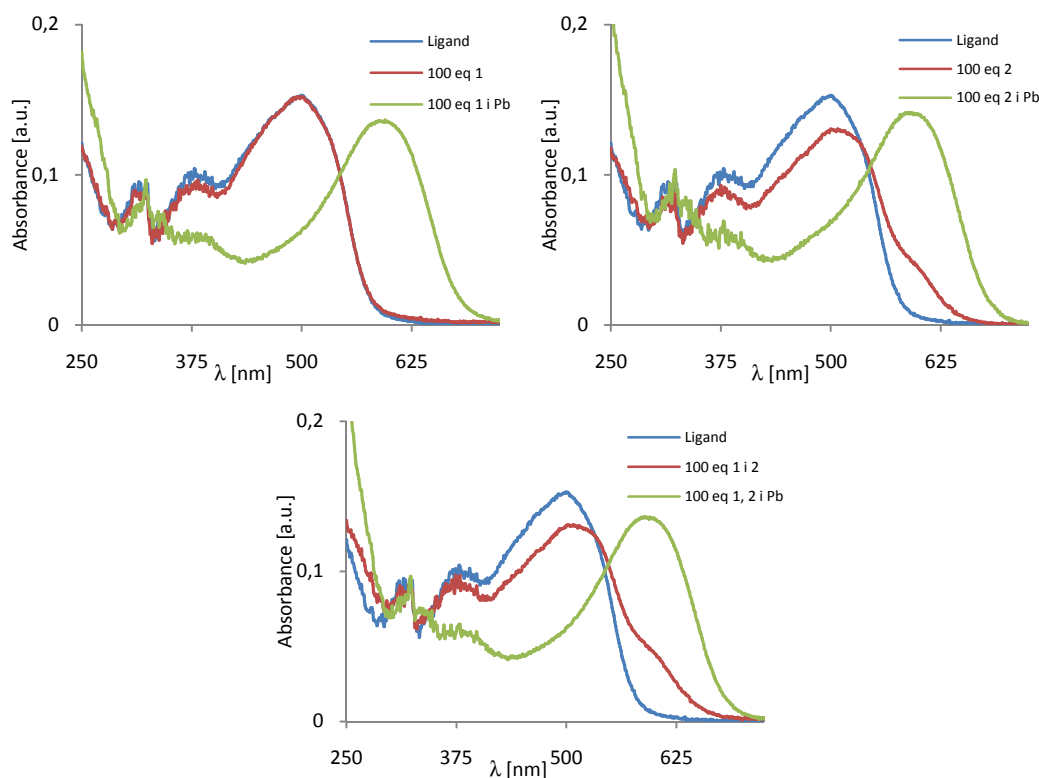 0,2
0,1
0
Absorbance [a.u.]
250 375 500 625
λ [nm]
Ligand
100 eq 1
100 eq 1 i Pb
0,2
0,1
0
Absorbance [a.u.]
250 375 500 625
λ [nm]
Ligand
100 eq 2
100 eq 2 i Pb
0,2
0,1
0
Absorbance [a.u.]
250 375 500 625
λ [nm]
Ligand
100 eq 1 i 2
100 eq 1, 2 i Pb